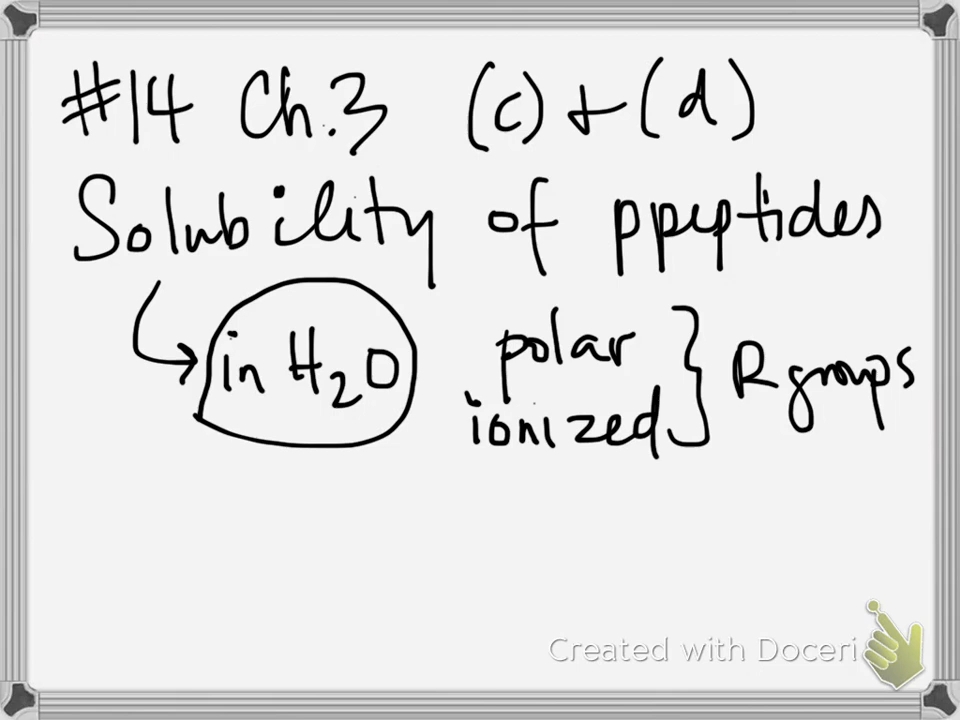 #14 Ch.3 (c) + (d)
Solubility of ppeptides
in H2O polar } R groups
ionized
Created with Doceri